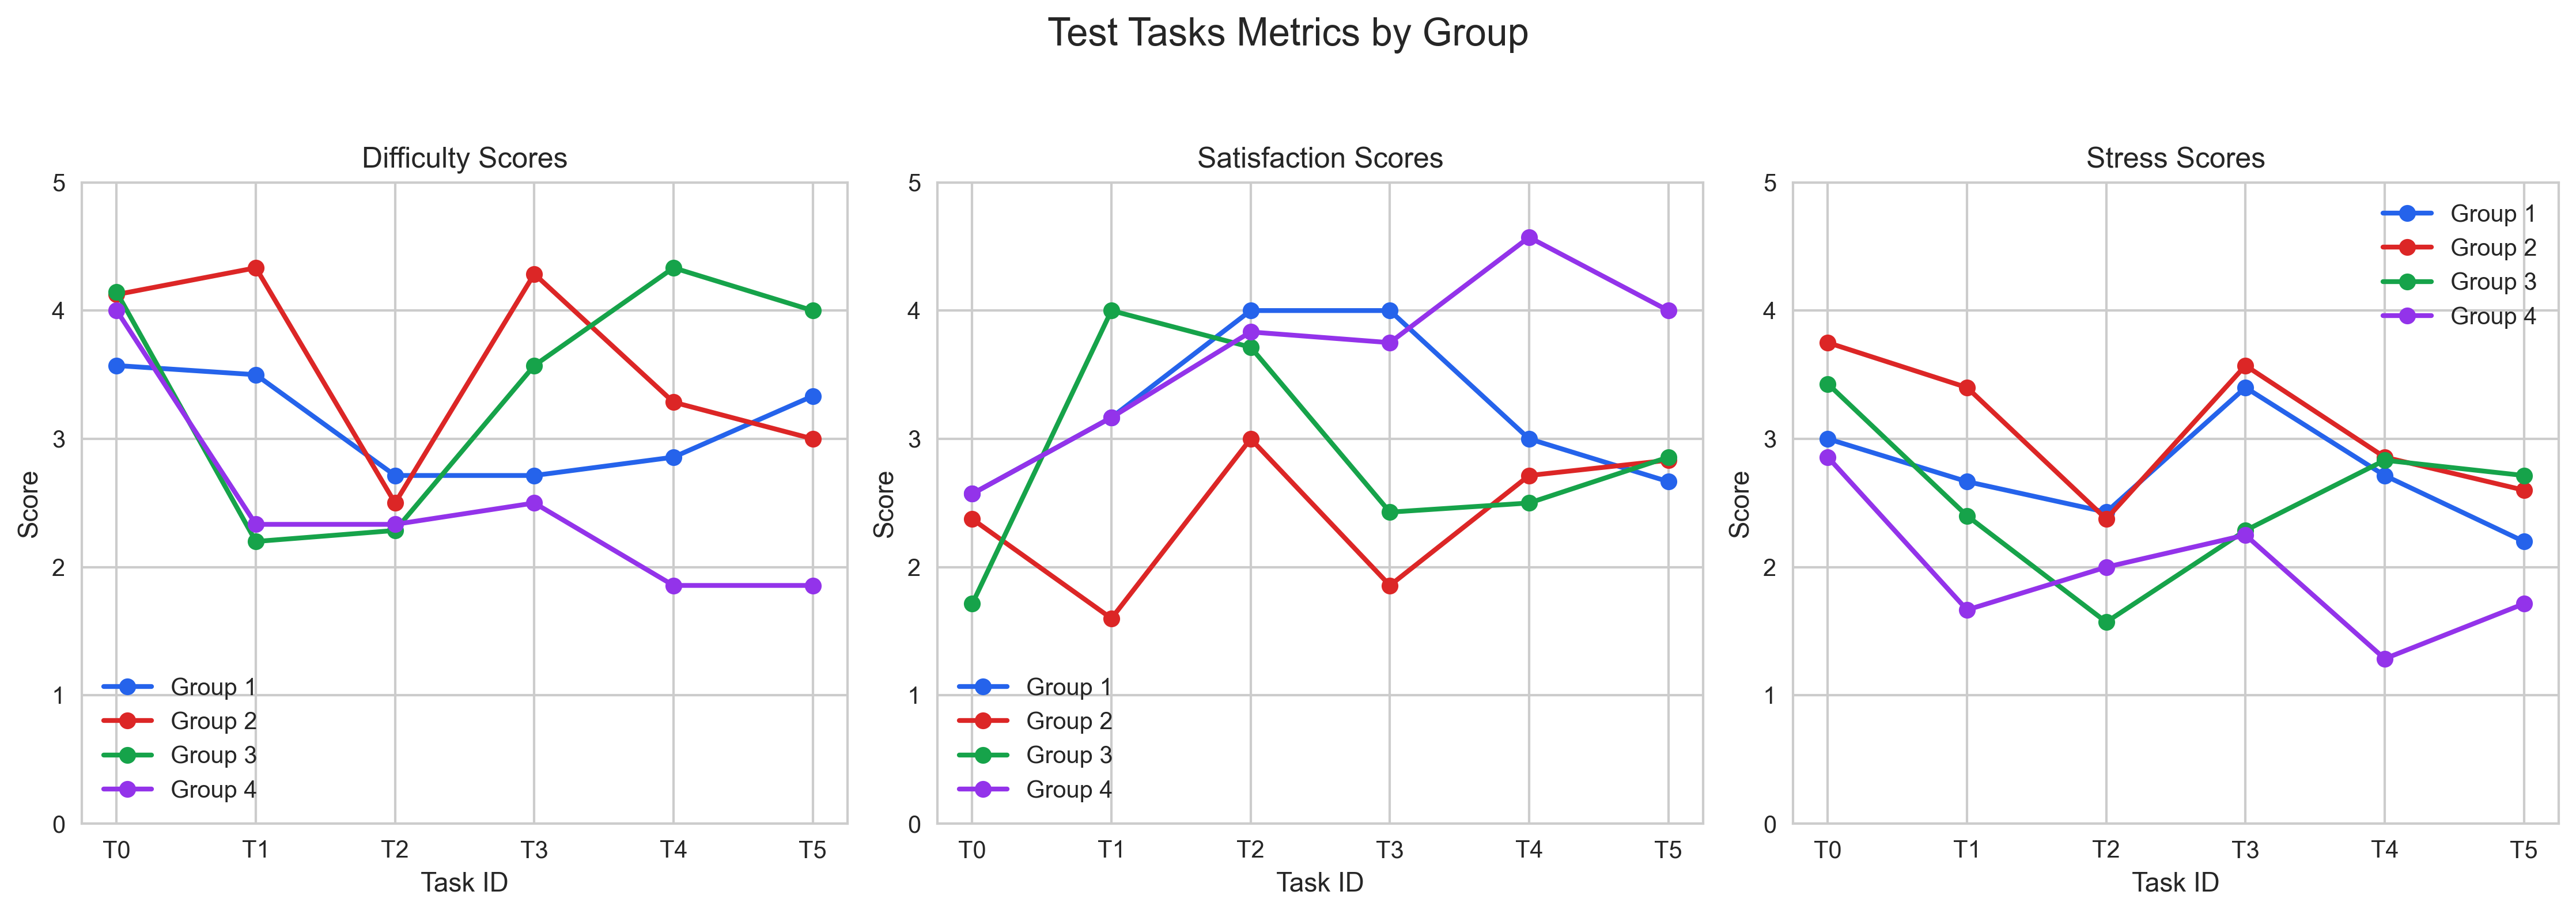 Test Tasks Metrics by Group
Difficulty Scores
5
4
3
2
1
0
Score
Group 1
Group 2
Group 3
Group 4
T0 T1 T2 T3 T4 T5
Task ID
Satisfaction Scores
5
4
3
2
1
0
Score
Group 1
Group 2
Group 3
Group 4
T0 T1 T2 T3 T4 T5
Task ID
Stress Scores
5
4
3
2
1
0
Score
Group 1
Group 2
Group 3
Group 4
T0 T1 T2 T3 T4 T5
Task ID